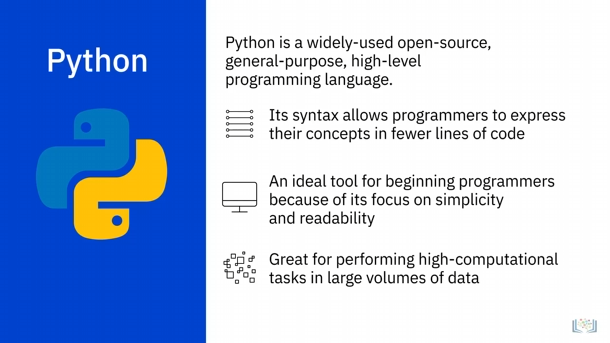 Python
Python is a widely-used open-source,
general-purpose, high-level
programming language.
Its syntax allows programmers to express
their concepts in fewer lines of code
An ideal tool for beginning programmers
because of its focus on simplicity
and readability
Great for performing high-computational
tasks in large volumes of data